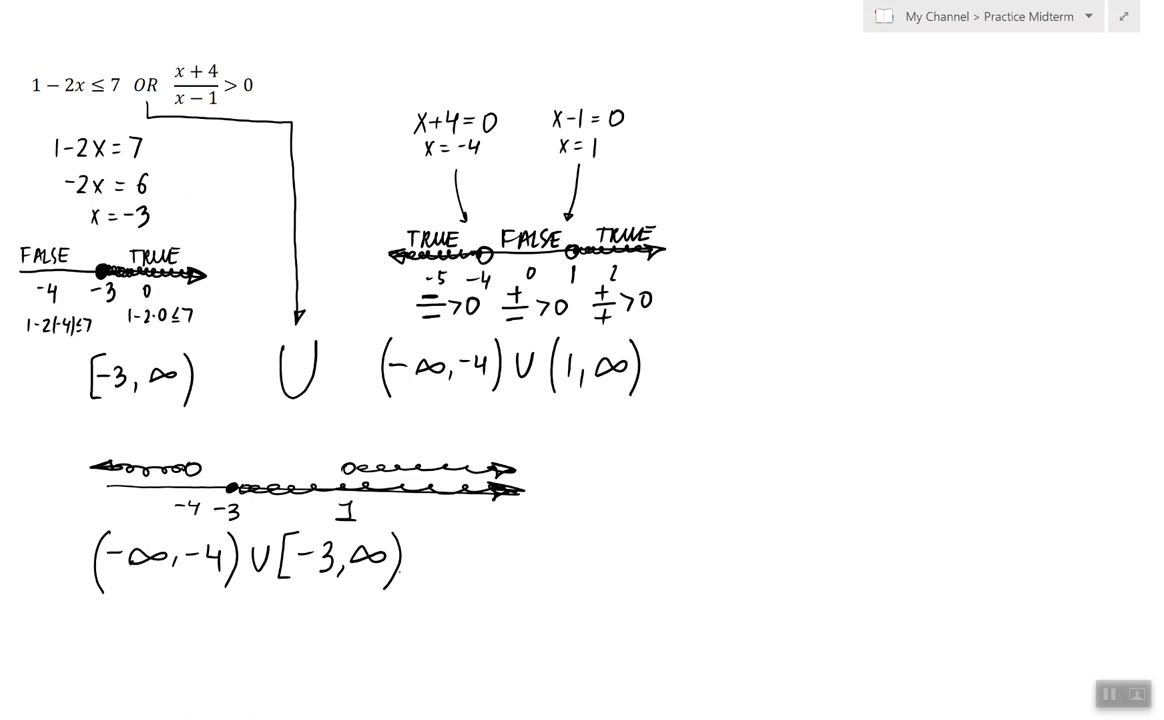 My Channel > Practice Midterm
1 − 2x ≤ 7 OR (x + 4)/(x − 1) > 0
1-2x=7
-2x = 6
x = -3
FALSE TRUE
-4 -3 0
1-2(-4)≤7 1-2·0≤7
[-3, ∞)
∪
x+4=0 x-1=0
x=-4 x=1
TRUE FALSE TRUE
-5 -4 0 1 2
-/- >0 +/- >0 +/+ >0
(-∞,-4) ∪ (1, ∞)
-4 -3 1
(-∞,-4) ∪ [-3, ∞)